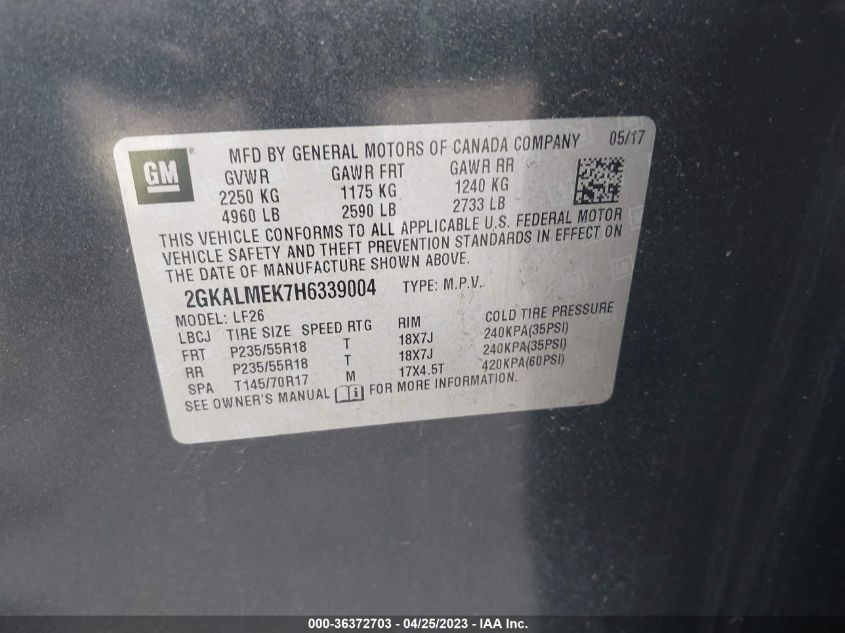 GM
®
MFD BY GENERAL MOTORS OF CANADA COMPANY 05/17
GVWR GAWR FRT GAWR RR
2250 KG 1175 KG 1240 KG
4960 LB 2590 LB 2733 LB
THIS VEHICLE CONFORMS TO ALL APPLICABLE U.S. FEDERAL MOTOR
VEHICLE SAFETY AND THEFT PREVENTION STANDARDS IN EFFECT ON
THE DATE OF MANUFACTURE SHOWN ABOVE.
2GKALMEK7H6339004 TYPE: M.P.V.
MODEL: LF26
LBCJ TIRE SIZE SPEED RTG RIM COLD TIRE PRESSURE
FRT P235/55R18 T 18X7J 240KPA(35PSI)
RR P235/55R18 T 18X7J 240KPA(35PSI)
SPA T145/70R17 M 17X4.5T 420KPA(60PSI)
SEE OWNER'S MANUAL FOR MORE INFORMATION.
000-36372703 - 04/25/2023 - IAA Inc.